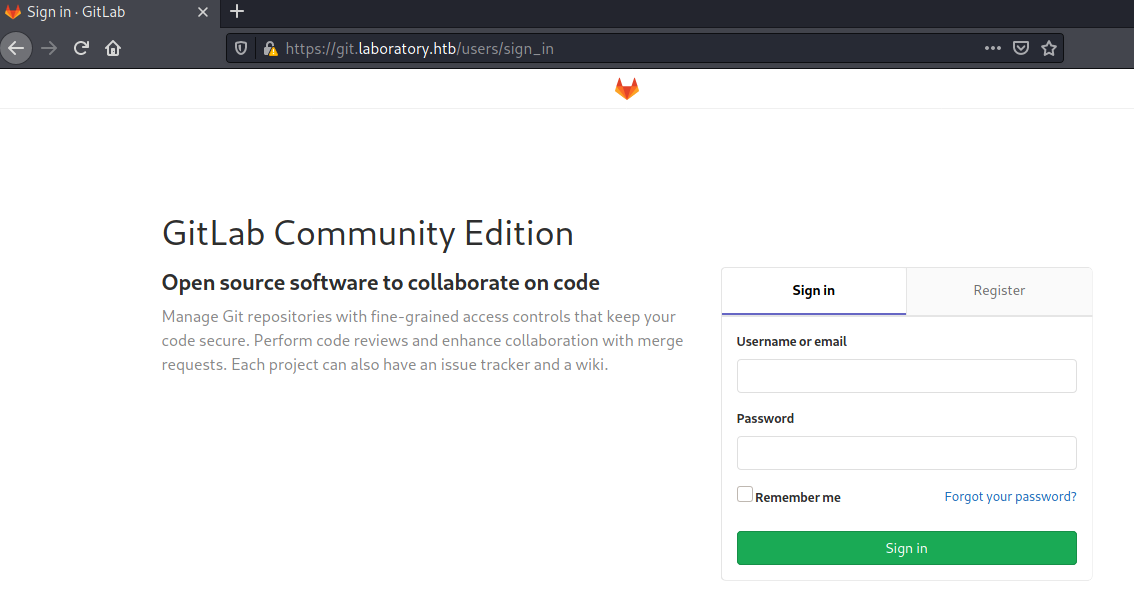 Sign in · GitLab
https://git.laboratory.htb/users/sign_in
GitLab Community Edition
Open source software to collaborate on code
Manage Git repositories with fine-grained access controls that keep your
code secure. Perform code reviews and enhance collaboration with merge
requests. Each project can also have an issue tracker and a wiki.
Sign in
Register
Username or email
Password
Remember me
Forgot your password?
Sign in